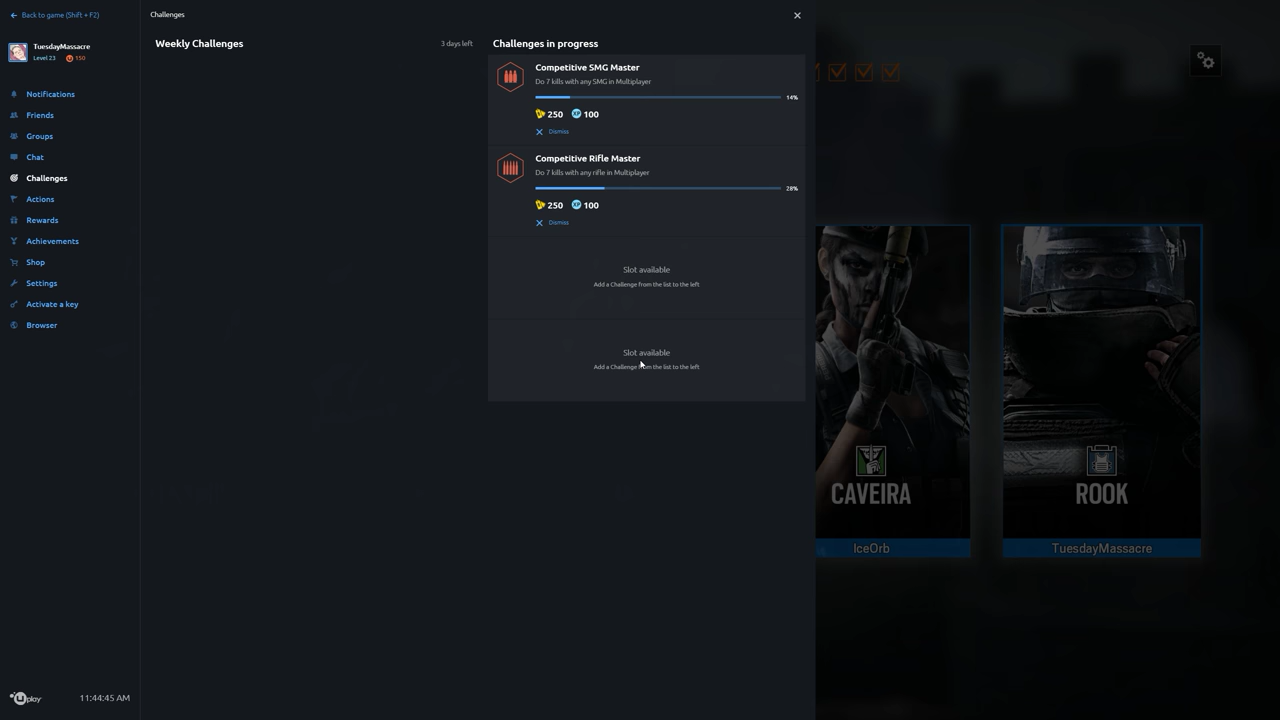 Back to game (Shift + F2)
Challenges
TuesdayMassacre
Level 23 150
Notifications
Friends
Groups
Chat
Challenges
Actions
Rewards
Achievements
Shop
Settings
Activate a key
Browser
uplay 11:44:45 AM
Weekly Challenges 3 days left
Challenges in progress
Competitive SMG Master
Do 7 kills with any SMG in Multiplayer
14%
250 XP 100
Dismiss
Competitive Rifle Master
Do 7 kills with any rifle in Multiplayer
28%
250 XP 100
Dismiss
Slot available
Add a Challenge from the list to the left
Slot available
Add a Challenge from the list to the left
CAVEIRA
IceOrb
ROOK
TuesdayMassacre